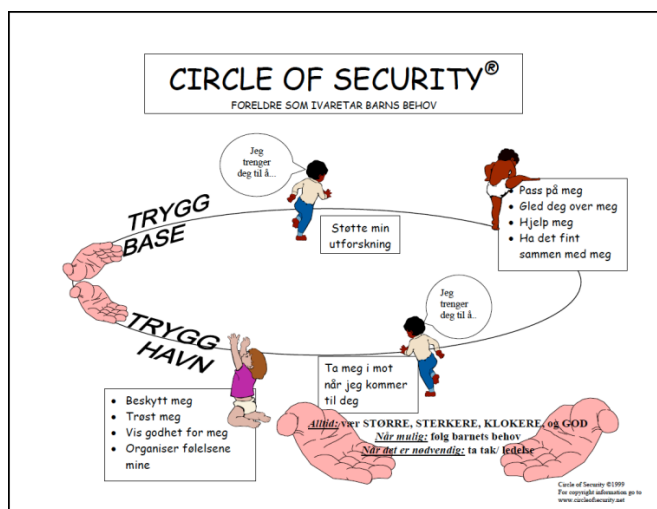 CIRCLE OF SECURITY®
FORELDRE SOM IVARETAR BARNS BEHOV
Jeg
trenger
deg til å...
TRYGG
BASE
Støtte min
utforskning
• Pass på meg
• Gled deg over meg
• Hjelp meg
• Ha det fint
sammen med meg
TRYGG
HAVN
Jeg
trenger
deg til å..
Ta meg i mot
når jeg kommer
til deg
• Beskytt meg
• Trøst meg
• Vis godhet for meg
• Organiser følelsene
mine
Alltid: vær STØRRE, STERKERE, KLOKERE, og GOD
Når mulig: følg barnets behov
Når det er nødvendig: ta tak/ ledelse
Circle of Security ©1999
For copyright information go to
www.circleofsecurity.net